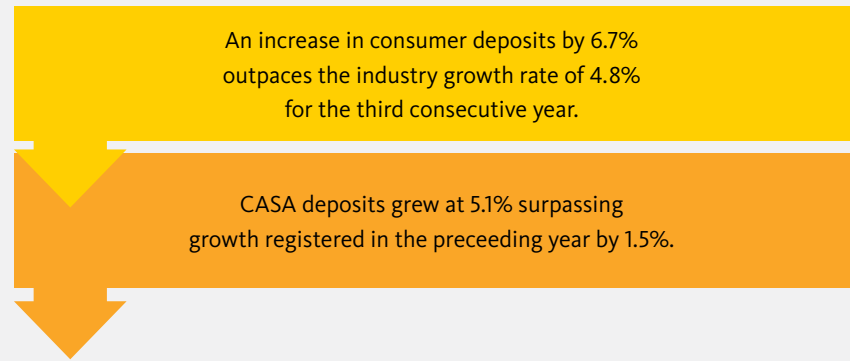 An increase in consumer deposits by 6.7%
outpaces the industry growth rate of 4.8%
for the third consecutive year.
CASA deposits grew at 5.1% surpassing
growth registered in the preceeding year by 1.5%.